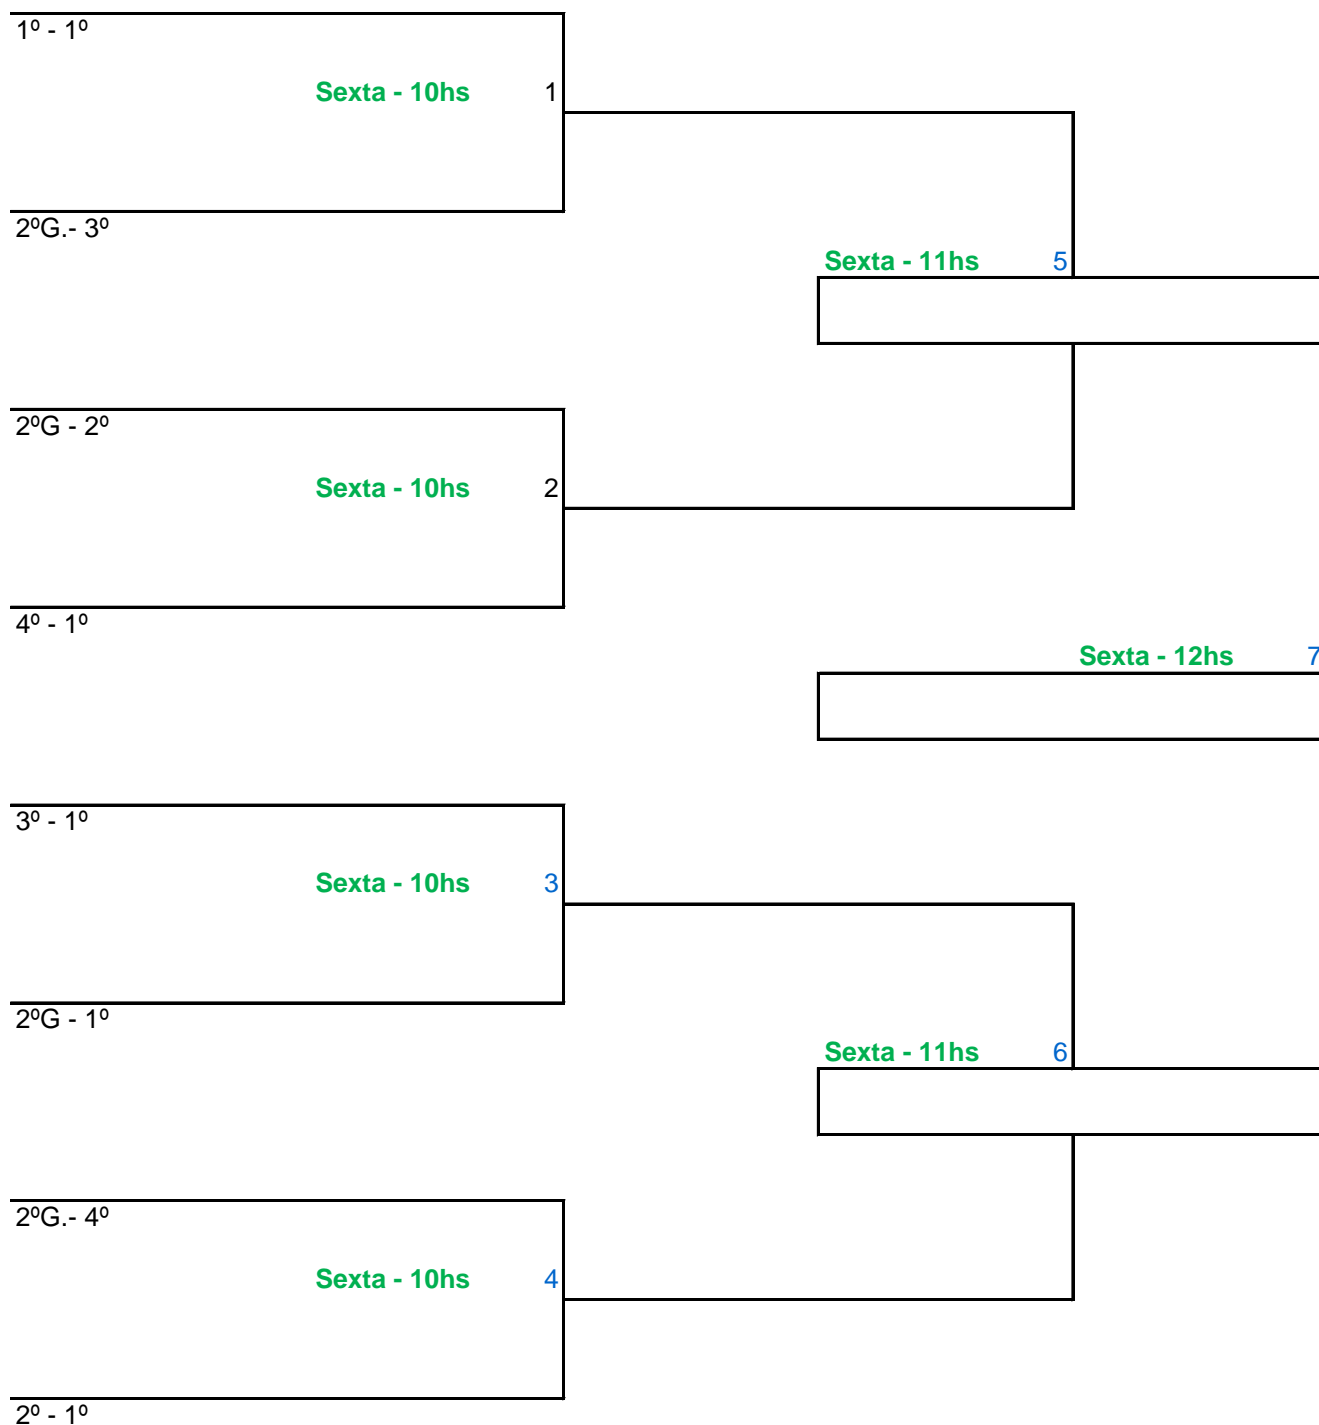 1º - 1º
Sexta - 10hs 1
2ºG.- 3º
Sexta - 11hs 5
2ºG - 2º
Sexta - 10hs 2
4º - 1º
Sexta - 12hs 7
3º - 1º
Sexta - 10hs 3
2ºG - 1º
Sexta - 11hs 6
2ºG.- 4º
Sexta - 10hs 4
2º - 1º